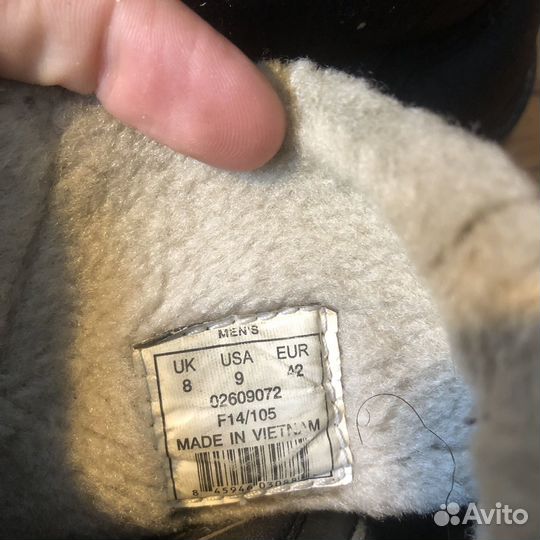 MEN'S
UK USA EUR
8 9 42
02609072
F14/105
MADE IN VIETNAM
Avito